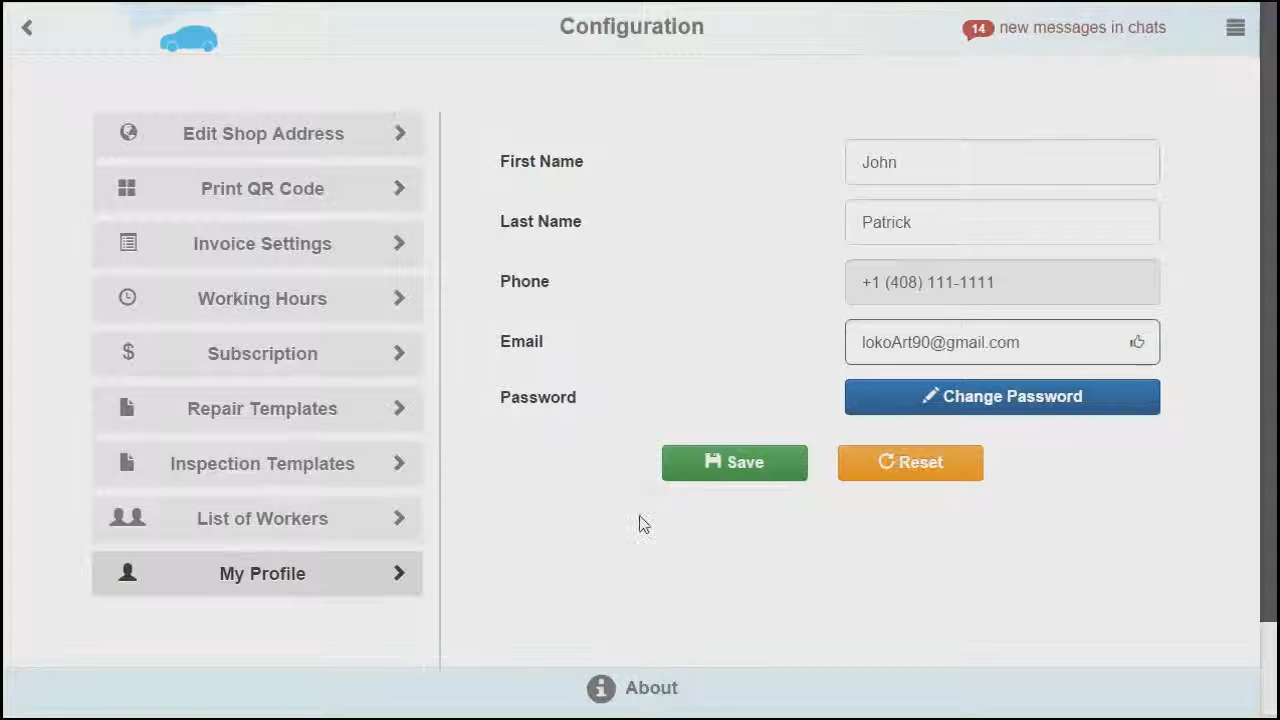 Configuration
14 new messages in chats
Edit Shop Address
Print QR Code
Invoice Settings
Working Hours
$ Subscription
Repair Templates
Inspection Templates
List of Workers
My Profile
First Name John
Last Name Patrick
Phone +1 (408) 111-1111
Email lokoArt90@gmail.com
Password Change Password
Save Reset
About